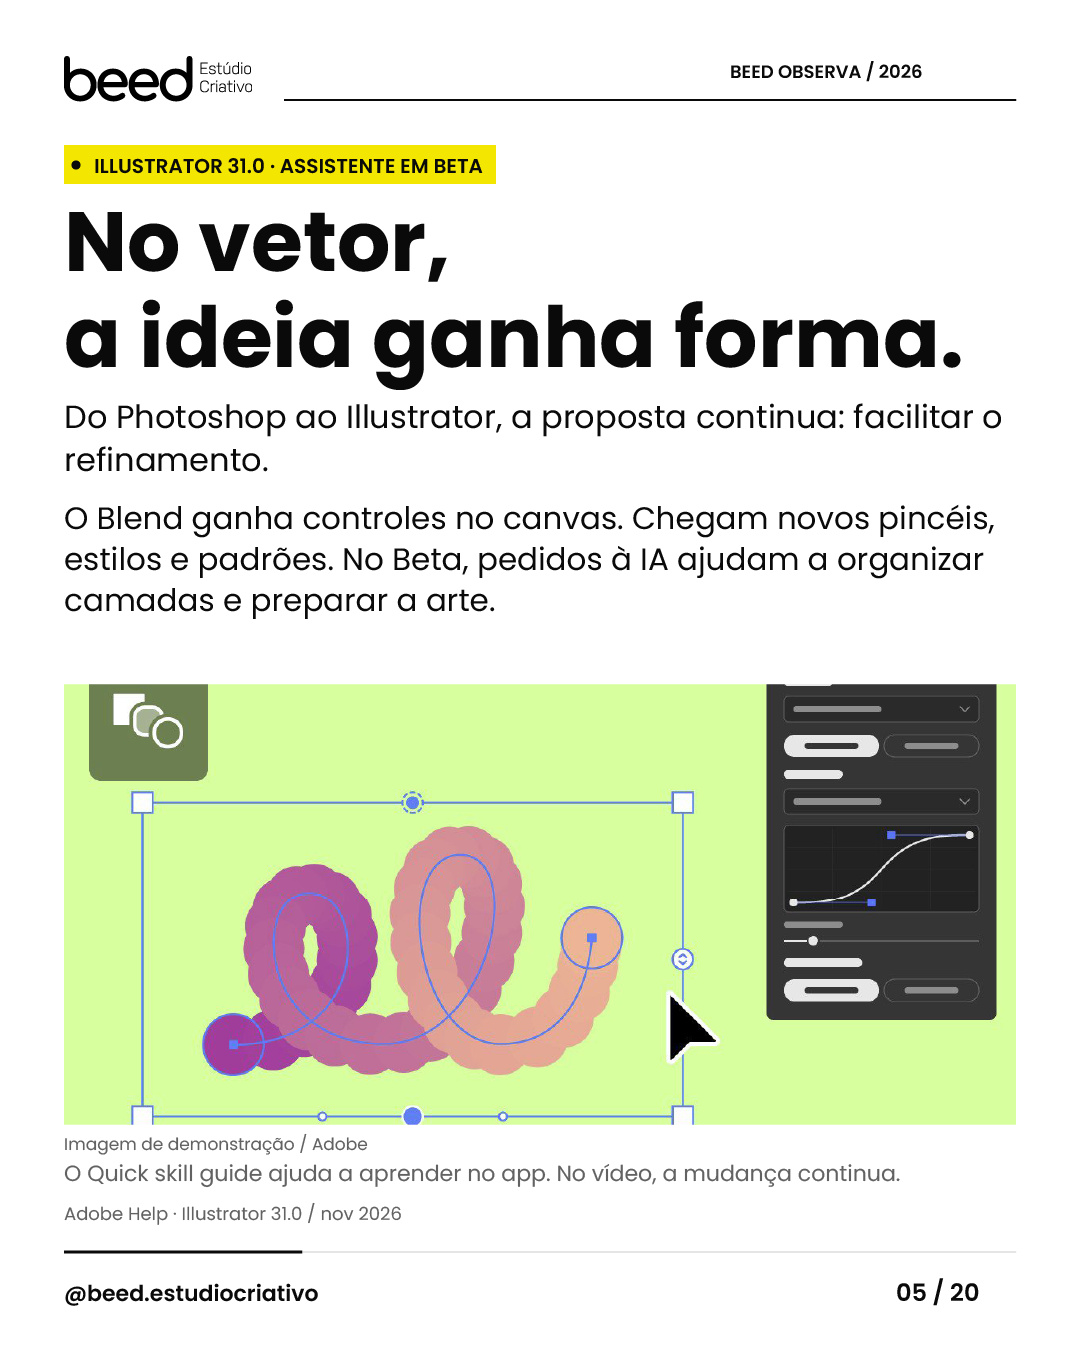 beed Estúdio
Criativo
BEED OBSERVA / 2026
• ILLUSTRATOR 31.0 · ASSISTENTE EM BETA
No vetor,
a ideia ganha forma.
Do Photoshop ao Illustrator, a proposta continua: facilitar o
refinamento.
O Blend ganha controles no canvas. Chegam novos pincéis,
estilos e padrões. No Beta, pedidos à IA ajudam a organizar
camadas e preparar a arte.
Imagem de demonstração / Adobe
O Quick skill guide ajuda a aprender no app. No vídeo, a mudança continua.
Adobe Help · Illustrator 31.0 / nov 2026
@beed.estudiocriativo
05 / 20